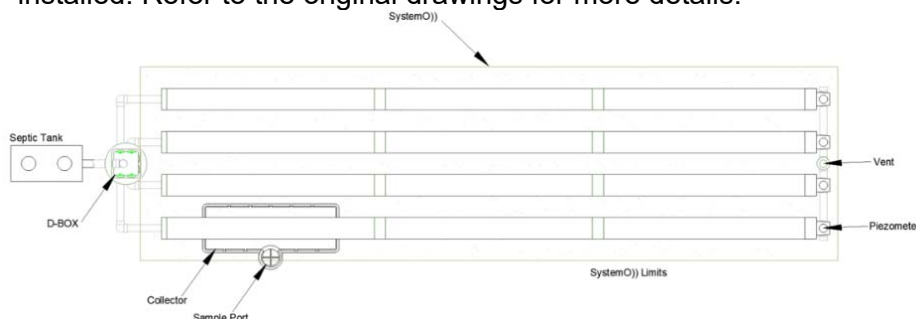 installed. Refer to the original drawings for more details.
SystemO))
Septic Tank
Vent
D-BOX
Piezomete
SystemO)) Limits
Collector
Sample Port